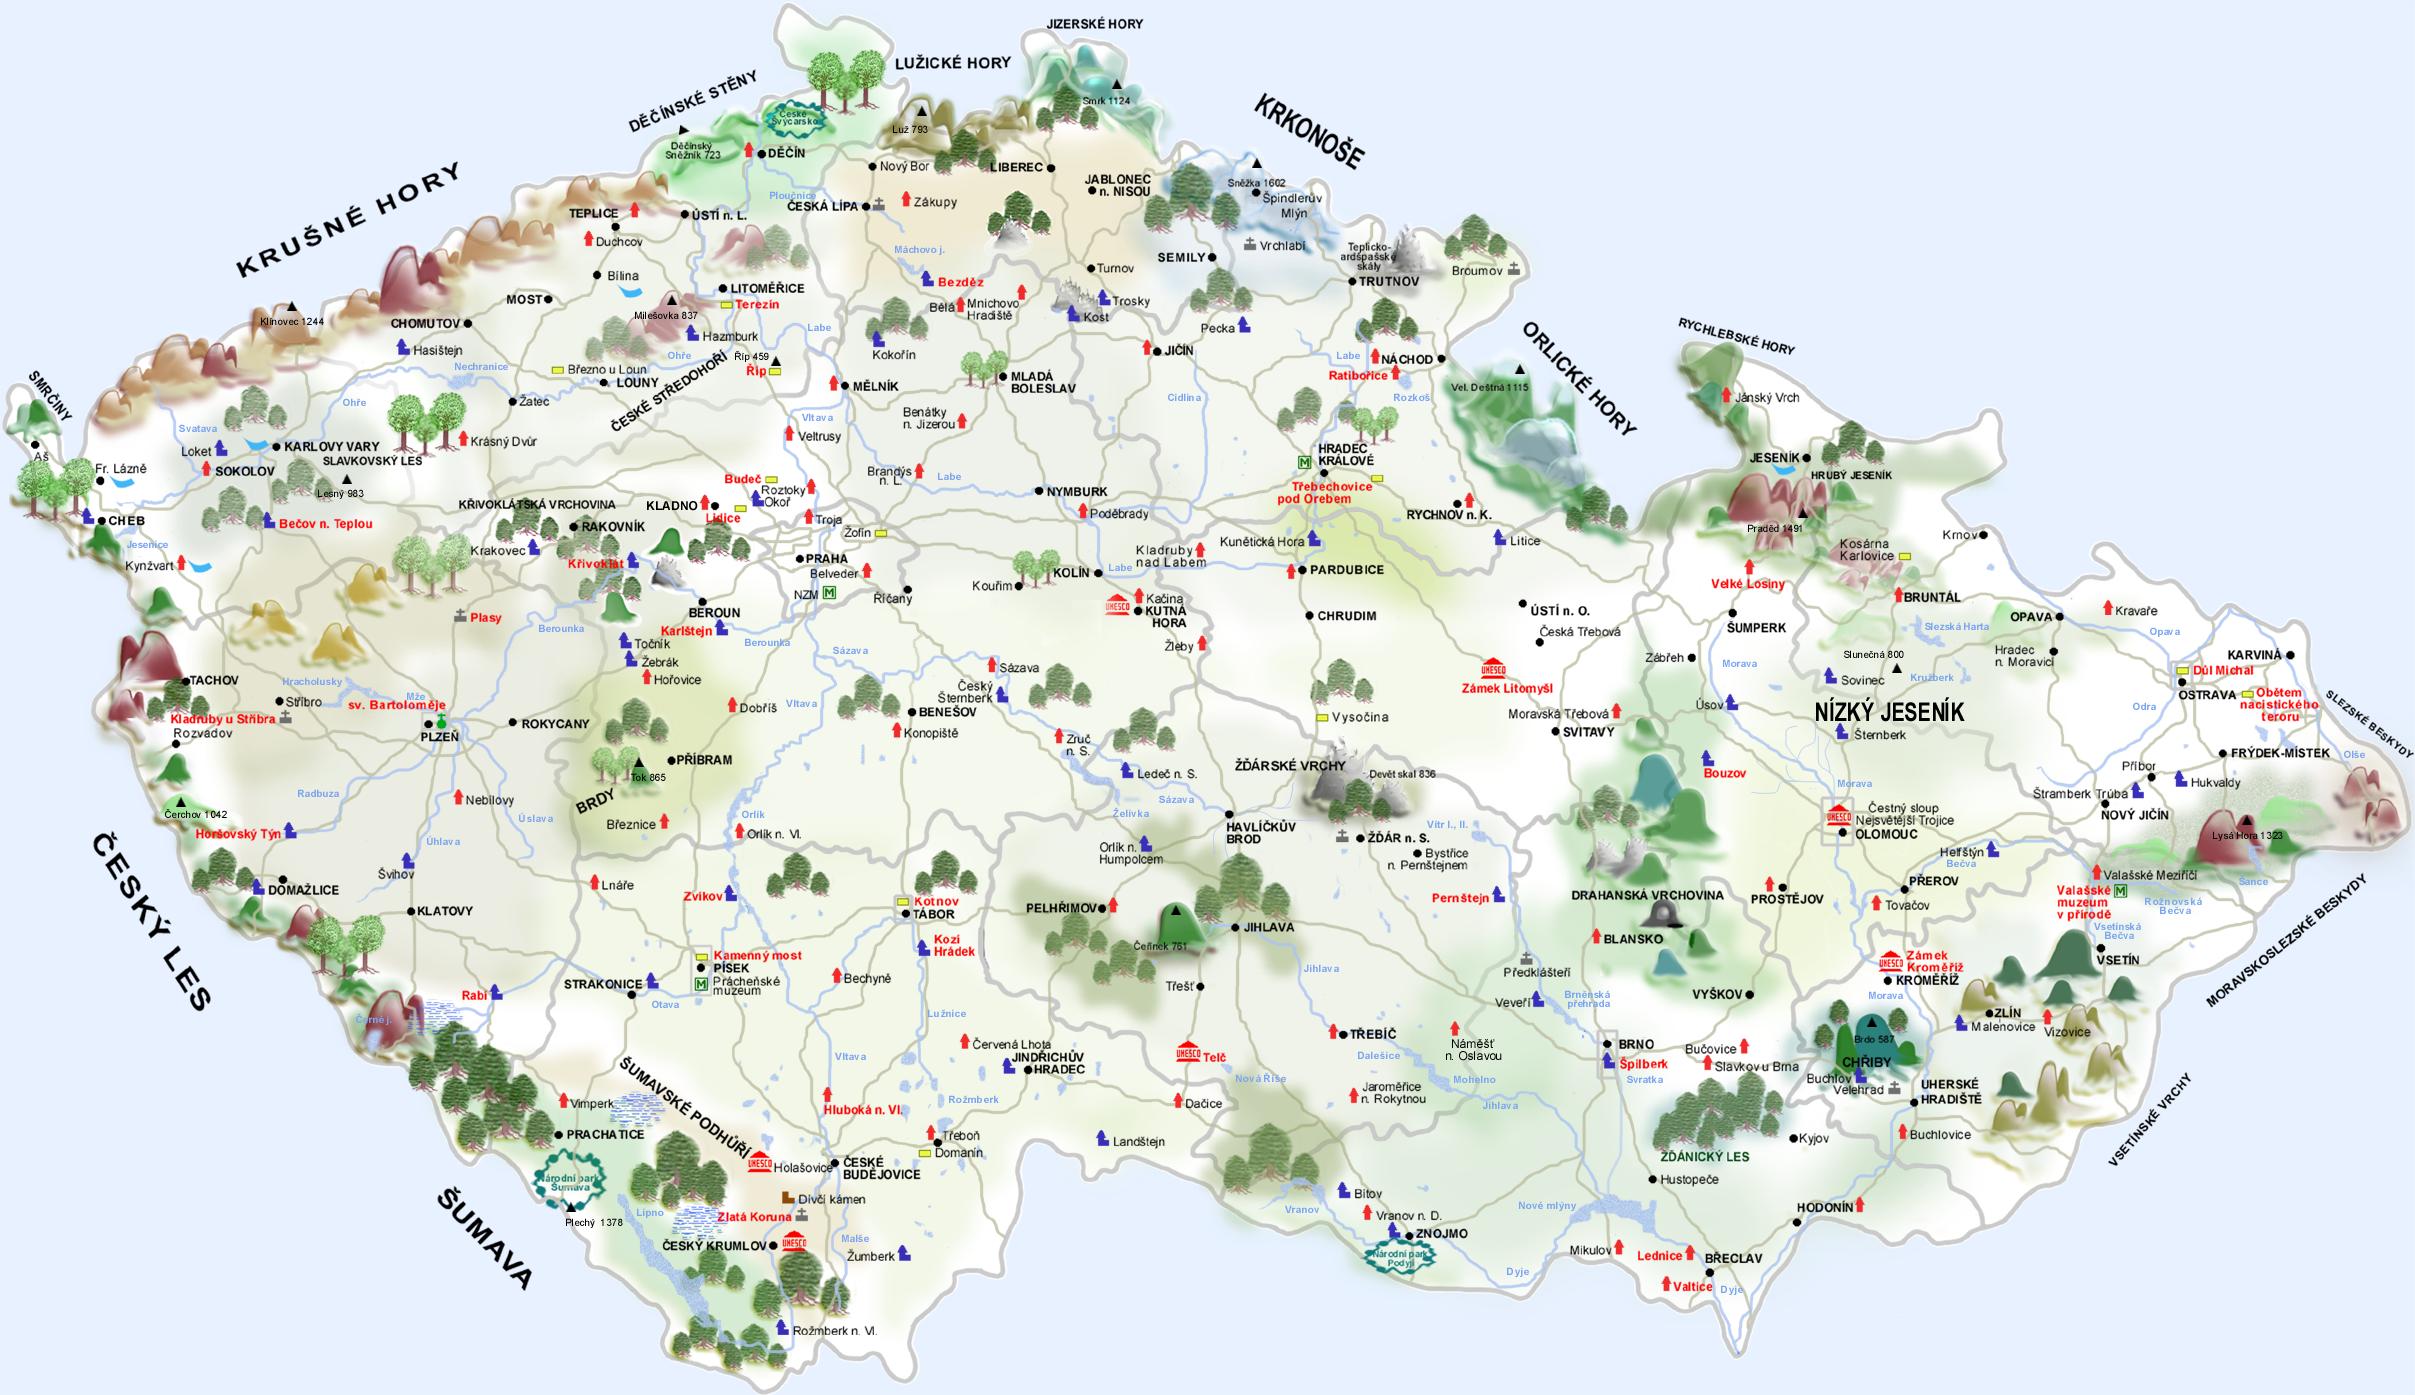 JIZERSKÉ HORY
LUŽICKÉ HORY
DĚČÍNSKÉ STĚNY
KRKONOŠE
KRUŠNÉ HORY
České
Švýcarsko
Smrk 1124
Luž 793
Děčínský
Sněžník 723
DĚČÍN
Nový Bor
LIBEREC
JABLONEC
n. NISOU
Sněžka 1602
Špindlerův
Mlýn
Ploučnice
ČESKÁ LÍPA
Zákupy
TEPLICE
ÚSTÍ n. L.
Duchcov
Máchovo j.
Vrchlabí
Teplicko-
ardšpašské
skály
SEMILY
Turnov
Broumov
TRUTNOV
Bílina
Bezděz
LITOMĚŘICE
MOST
Terezín
Bělá
Mnichovo
Hradiště
Trosky
Kost
Pecka
Milešovka 837
Klínovec 1244
CHOMUTOV
Hazmburk
Labe
Hasištejn
Kokořín
JIČÍN
Labe
NÁCHOD
ORLICKÉ HORY
RYCHLEBSKÉ HORY
SMRČINY
Ohře
Říp 459
Říp
Nechranice
Březno u Loun
LOUNY
ČESKÉ STŘEDOHOŘÍ
MĚLNÍK
MLADÁ
BOLESLAV
Ratibořice
Vel. Deštná 1115
Rozkoš
Cidlina
Jánský Vrch
Ohře
Žatec
Vltava
Benátky
n. Jizerou
Svatava
Veltrusy
Krásný Dvůr
Loket
KARLOVY VARY
SLAVKOVSKÝ LES
Aš
Fr. Lázně
SOKOLOV
Lesný 983
HRADEC
KRÁLOVÉ
JESENÍK
HRUBÝ JESENÍK
Brandýs
n. L.
Labe
Budeč
Roztoky
Okoř
Třebechovice
pod Orebem
NYMBURK
KŘIVOKLÁTSKÁ VRCHOVINA
KLADNO
Lidice
Troja
Poděbrady
RYCHNOV n. K.
CHEB
Bečov n. Teplou
RAKOVNÍK
Žofín
Praděd 1491
Krnov
Jesenice
Krakovec
Kunětická Hora
Litice
Kosárna
Karlovice
Kynžvart
Křivoklát
PRAHA
Belveder
Kladruby
nad Labem
Labe
PARDUBICE
Velké Losiny
NZM
Říčany
Kouřim
KOLÍN
UNESCO
Kačina
KUTNÁ
HORA
BRUNTÁL
Kravaře
BEROUN
Plasy
Berounka
Karlštejn
Berounka
CHRUDIM
ÚSTÍ n. O.
Česká Třebová
ŠUMPERK
Slezská Harta
OPAVA
Opava
Točník
Žebrák
Hořovice
Sázava
Žleby
Sázava
Zábřeh
Morava
Slunečná 800
Hradec
n. Moravicí
KARVINÁ
Důl Michal
TACHOV
Hracholusky
UNESCO
Zámek Litomyšl
Sovinec
Kružberk
OSTRAVA
Obětem
nacistického
teroru
Stříbro
Mže
sv. Bartoloměje
Český
Šternberk
Kladruby u Stříbra
Rozvadov
Dobříš
Vltava
BENEŠOV
Konopiště
Vysočina
Moravská Třebová
SVITAVY
Úsov
NÍZKÝ JESENÍK
Odra
SLEZSKÉ BESKYDY
PLZEŇ
ROKYCANY
Zruč
n. S.
Šternberk
Olše
PŘÍBRAM
Tok 865
BRDY
Ledeč n. S.
ŽĎÁRSKÉ VRCHY
Devět skal 836
Bouzov
FRÝDEK-MÍSTEK
Příbor
Hukvaldy
Morava
Štramberk Trúba
Radbuza
Nebílovy
Čerchov 1042
Úslava
Sázava
Želivka
Orlík
NOVÝ JIČÍN
UNESCO
Čestný sloup
Nejsvětější Trojice
OLOMOUC
Horšovský Týn
Březnice
Orlík n. Vl.
HAVLÍČKŮV
BROD
Vítr I., II.
ŽĎÁR n. S.
Lysá Hora 1323
Úhlava
Orlík n.
Humpolcem
Bystřice
n. Pernštejnem
Helfštýn
Bečva
ČESKÝ LES
Švihov
DOMAŽLICE
Lnáře
Zvíkov
Kotnov
TÁBOR
Pernštejn
DRAHANSKÁ VRCHOVINA
PROSTĚJOV
PŘEROV
Valašské Meziříčí
Šance
Valašské
muzeum
v přírodě
Rožnovská
Bečva
Tovačov
KLATOVY
PELHŘIMOV
JIHLAVA
Vsetínská
Bečva
Čeřínek 761
BLANSKO
Kozí
Hrádek
Kamenný most
PÍSEK
Prácheňské
muzeum
Zámek
Kroměříž
UNESCO
KROMĚŘÍŽ
VSETÍN
MORAVSKOSLEZSKÉ BESKYDY
Jihlava
Předklášteří
Bechyně
STRAKONICE
Třešť
Rabí
Otava
Veveří
Brněnská
přehrada
VYŠKOV
Morava
Lužnice
Černé j.
ZLÍN
Malenovice
Vizovice
TŘEBÍČ
Náměšť
n. Oslavou
BRNO
Bučovice
Brdo 587
CHŘIBY
Červená Lhota
JINDŘICHŮV
HRADEC
UNESCO
Telč
Dalešice
Špilberk
Slavkov u Brna
Vltava
Nová Říše
Mohelno
Svratka
Buchlov
Velehrad
UHERSKÉ
HRADIŠTĚ
ŠUMAVSKÉ PODHŮŘÍ
Vimperk
Hluboká n. Vl.
Rožmberk
Dačice
Jaroměřice
n. Rokytnou
Jihlava
VSETÍNSKÉ VRCHY
PRACHATICE
Třeboň
Domanín
Landštejn
Kyjov
Buchlovice
ŽDÁNICKÝ LES
UNESCO
Holašovice
ČESKÉ
BUDĚJOVICE
Národní park
Šumava
Hustopeče
Dívčí kámen
Bítov
Plechý 1378
Lipno
Zlatá Koruna
Vranov
Vranov n. D.
Nové mlýny
HODONÍN
ŠUMAVA
ČESKÝ KRUMLOV
UNESCO
Malše
Žumberk
ZNOJMO
Národní park
Podyjí
Mikulov
Lednice
BŘECLAV
Dyje
Valtice
Dyje
Rožmberk n. Vl.